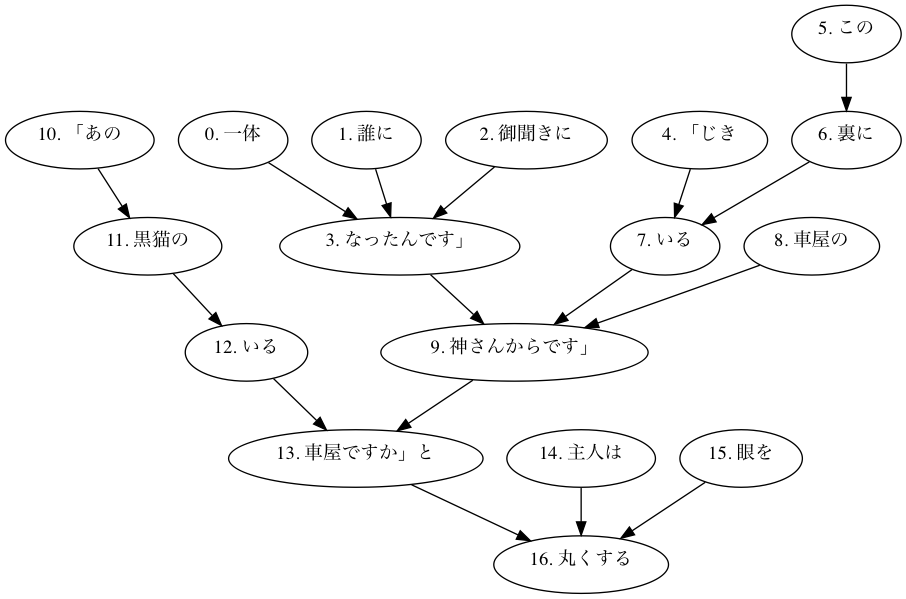 5. この
10. 「あの
0. 一体
1. 誰に
2. 御聞きに
4. 「じき
6. 裏に
11. 黒猫の
3. なったんです」
7. いる
8. 車屋の
12. いる
9. 神さんからです」
13. 車屋ですか」と
14. 主人は
15. 眼を
16. 丸くする